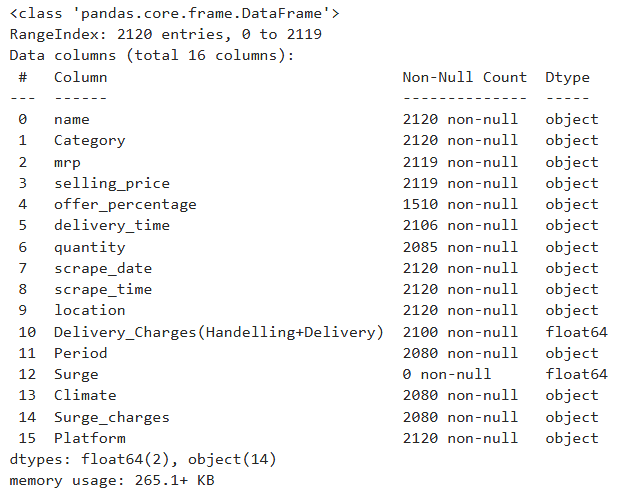 <class 'pandas.core.frame.DataFrame'>
RangeIndex: 2120 entries, 0 to 2119
Data columns (total 16 columns):
 #   Column                               Non-Null Count  Dtype
---  ------                               --------------  -----
 0   name                                 2120 non-null   object
 1   Category                             2120 non-null   object
 2   mrp                                  2119 non-null   object
 3   selling_price                        2119 non-null   object
 4   offer_percentage                     1510 non-null   object
 5   delivery_time                        2106 non-null   object
 6   quantity                             2085 non-null   object
 7   scrape_date                          2120 non-null   object
 8   scrape_time                          2120 non-null   object
 9   location                             2120 non-null   object
 10  Delivery_Charges(Handelling+Delivery)  2100 non-null   float64
 11  Period                               2080 non-null   object
 12  Surge                                0 non-null      float64
 13  Climate                              2080 non-null   object
 14  Surge_charges                        2080 non-null   object
 15  Platform                             2120 non-null   object
dtypes: float64(2), object(14)
memory usage: 265.1+ KB